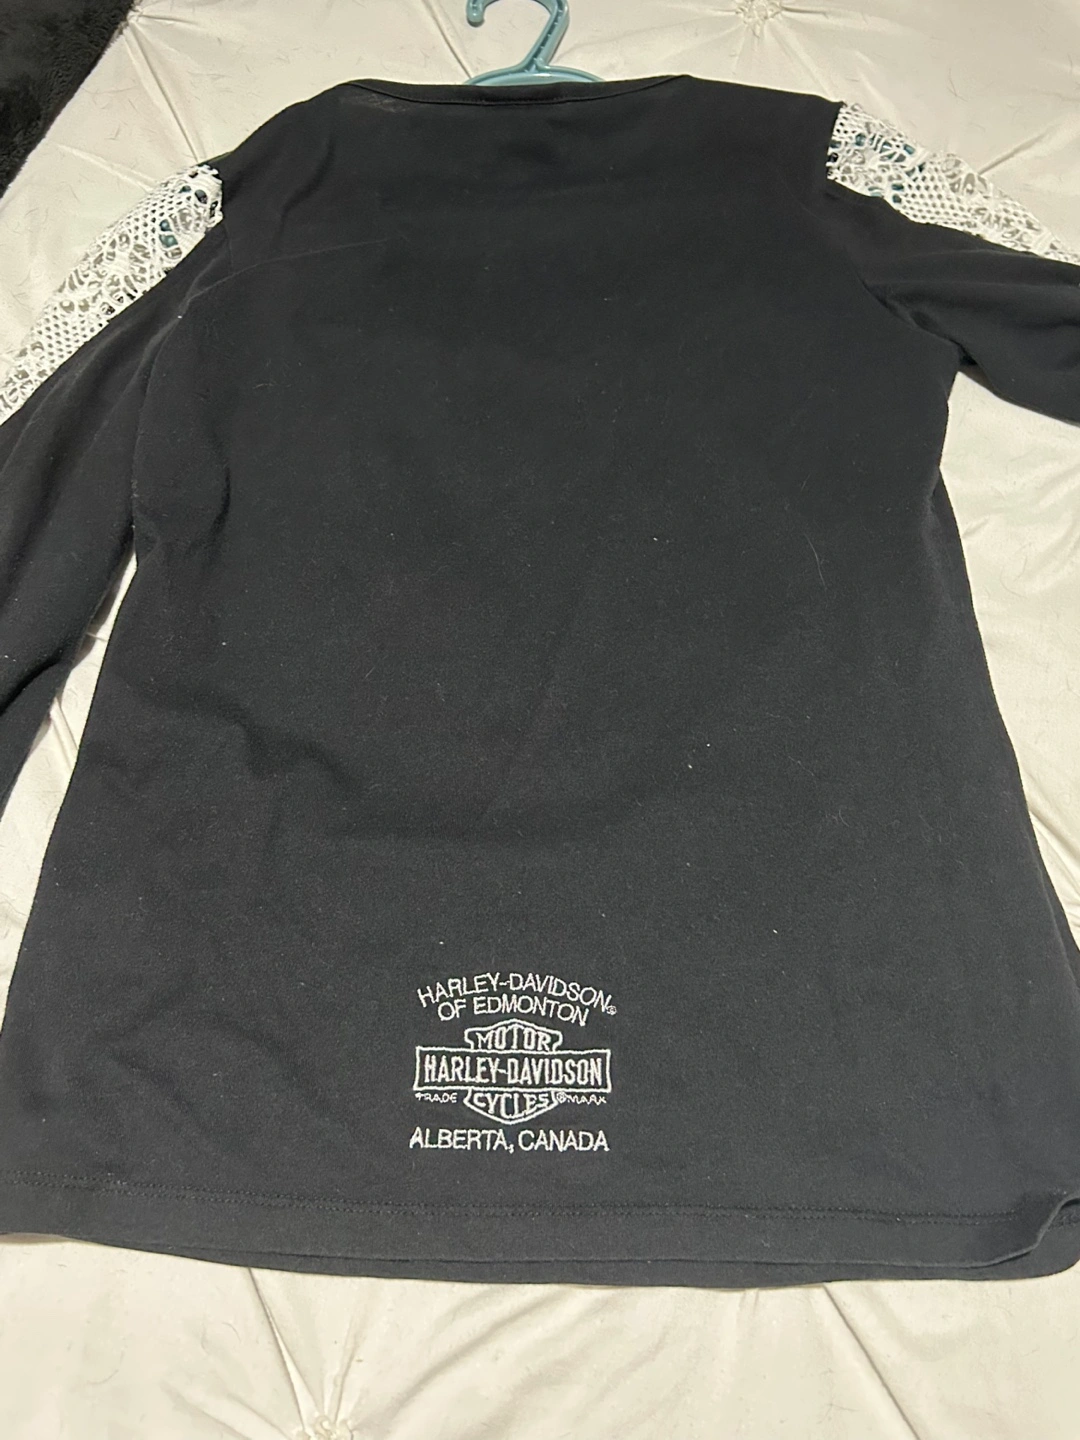 HARLEY-DAVIDSON®
OF EDMONTON
MOTOR
HARLEY-DAVIDSON
TRADE CYCLES ® MARK
ALBERTA, CANADA